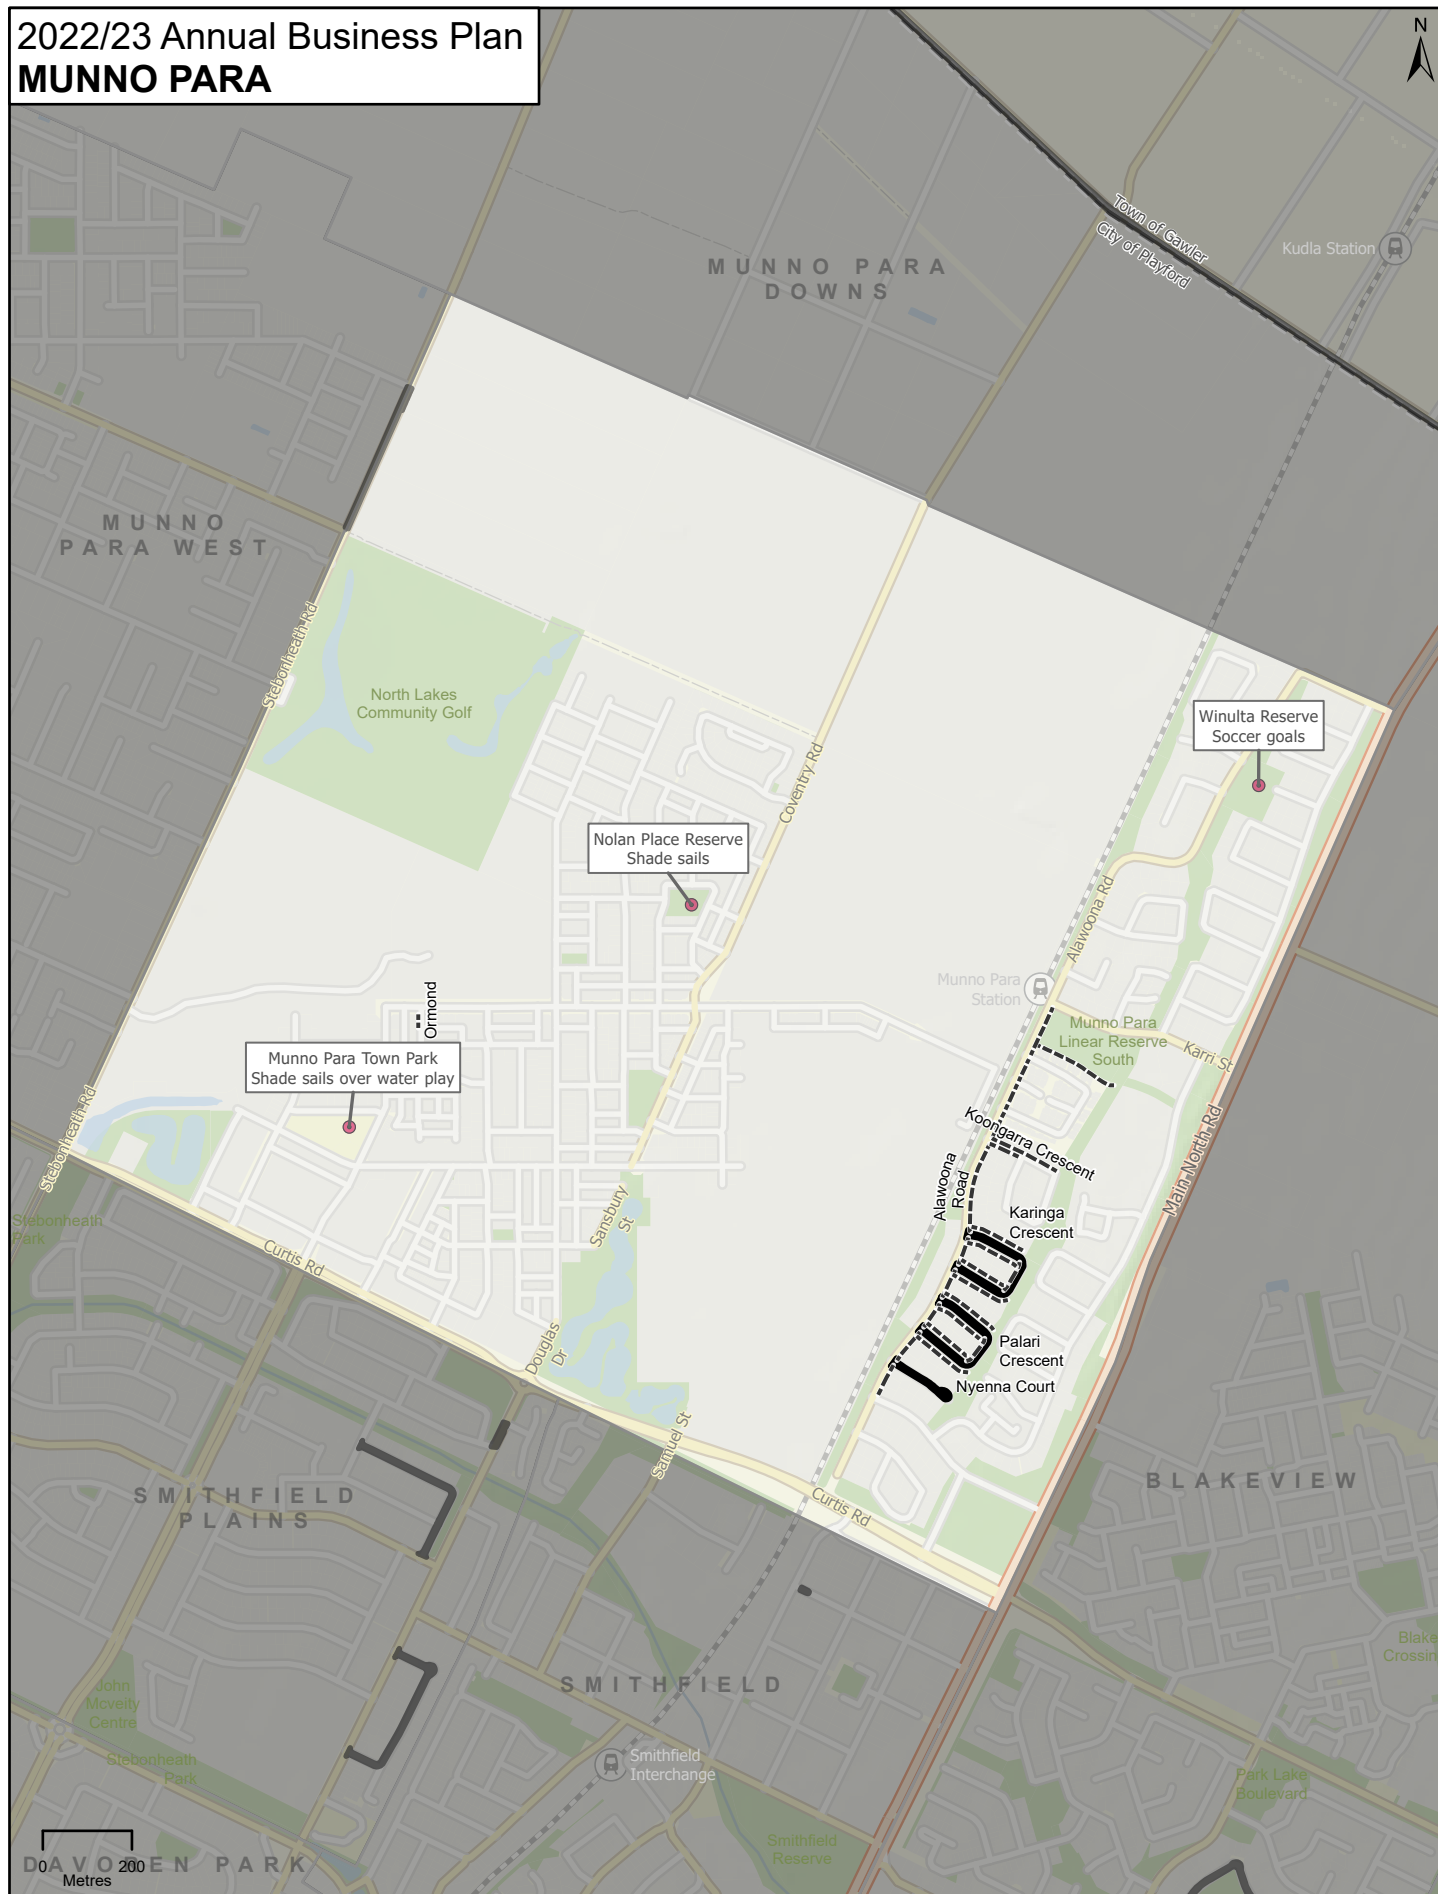 2022/23 Annual Business Plan
MUNNO PARA
N
Town of Gawler
City of Playford
Kudla Station
MUNNO PARA
DOWNS
MUNNO
PARA WEST
Stebonheath Rd
North Lakes
Community Golf
Winulta Reserve
Soccer goals
Coventry Rd
Nolan Place Reserve
Shade sails
Alawoona Rd
Munno Para
Station
Ormond
Munno Para
Linear Reserve
South
Karri St
Munno Para Town Park
Shade sails over water play
Stebonheath Rd
Koongarra Crescent
Main North Rd
Alawoona
Road
Karinga
Crescent
Stebonheath
Park
Sansbury
St
Curtis Rd
Douglas
Dr
Palari
Crescent
Nyenna Court
Samuel St
Curtis Rd
BLAKEVIEW
SMITHFIELD
PLAINS
Blake
Crossin
John
Mcveity
Centre
SMITHFIELD
Stebonheath
Park
Smithfield
Interchange
Park Lake
Boulevard
Smithfield
Reserve
DAVOREN PARK
0 200
Metres